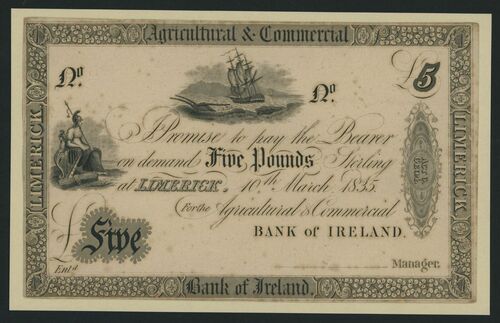 Agricultural & Commercial
No.
No.
£5
I Promise to pay the Bearer
on demand Five Pounds Sterling
at LIMERICK, 10th March, 1835.
For the Agricultural & Commercial
BANK of IRELAND.
£ Five
Entd.
Manager.
LIMERICK
LIMERICK
Bank of Ireland.